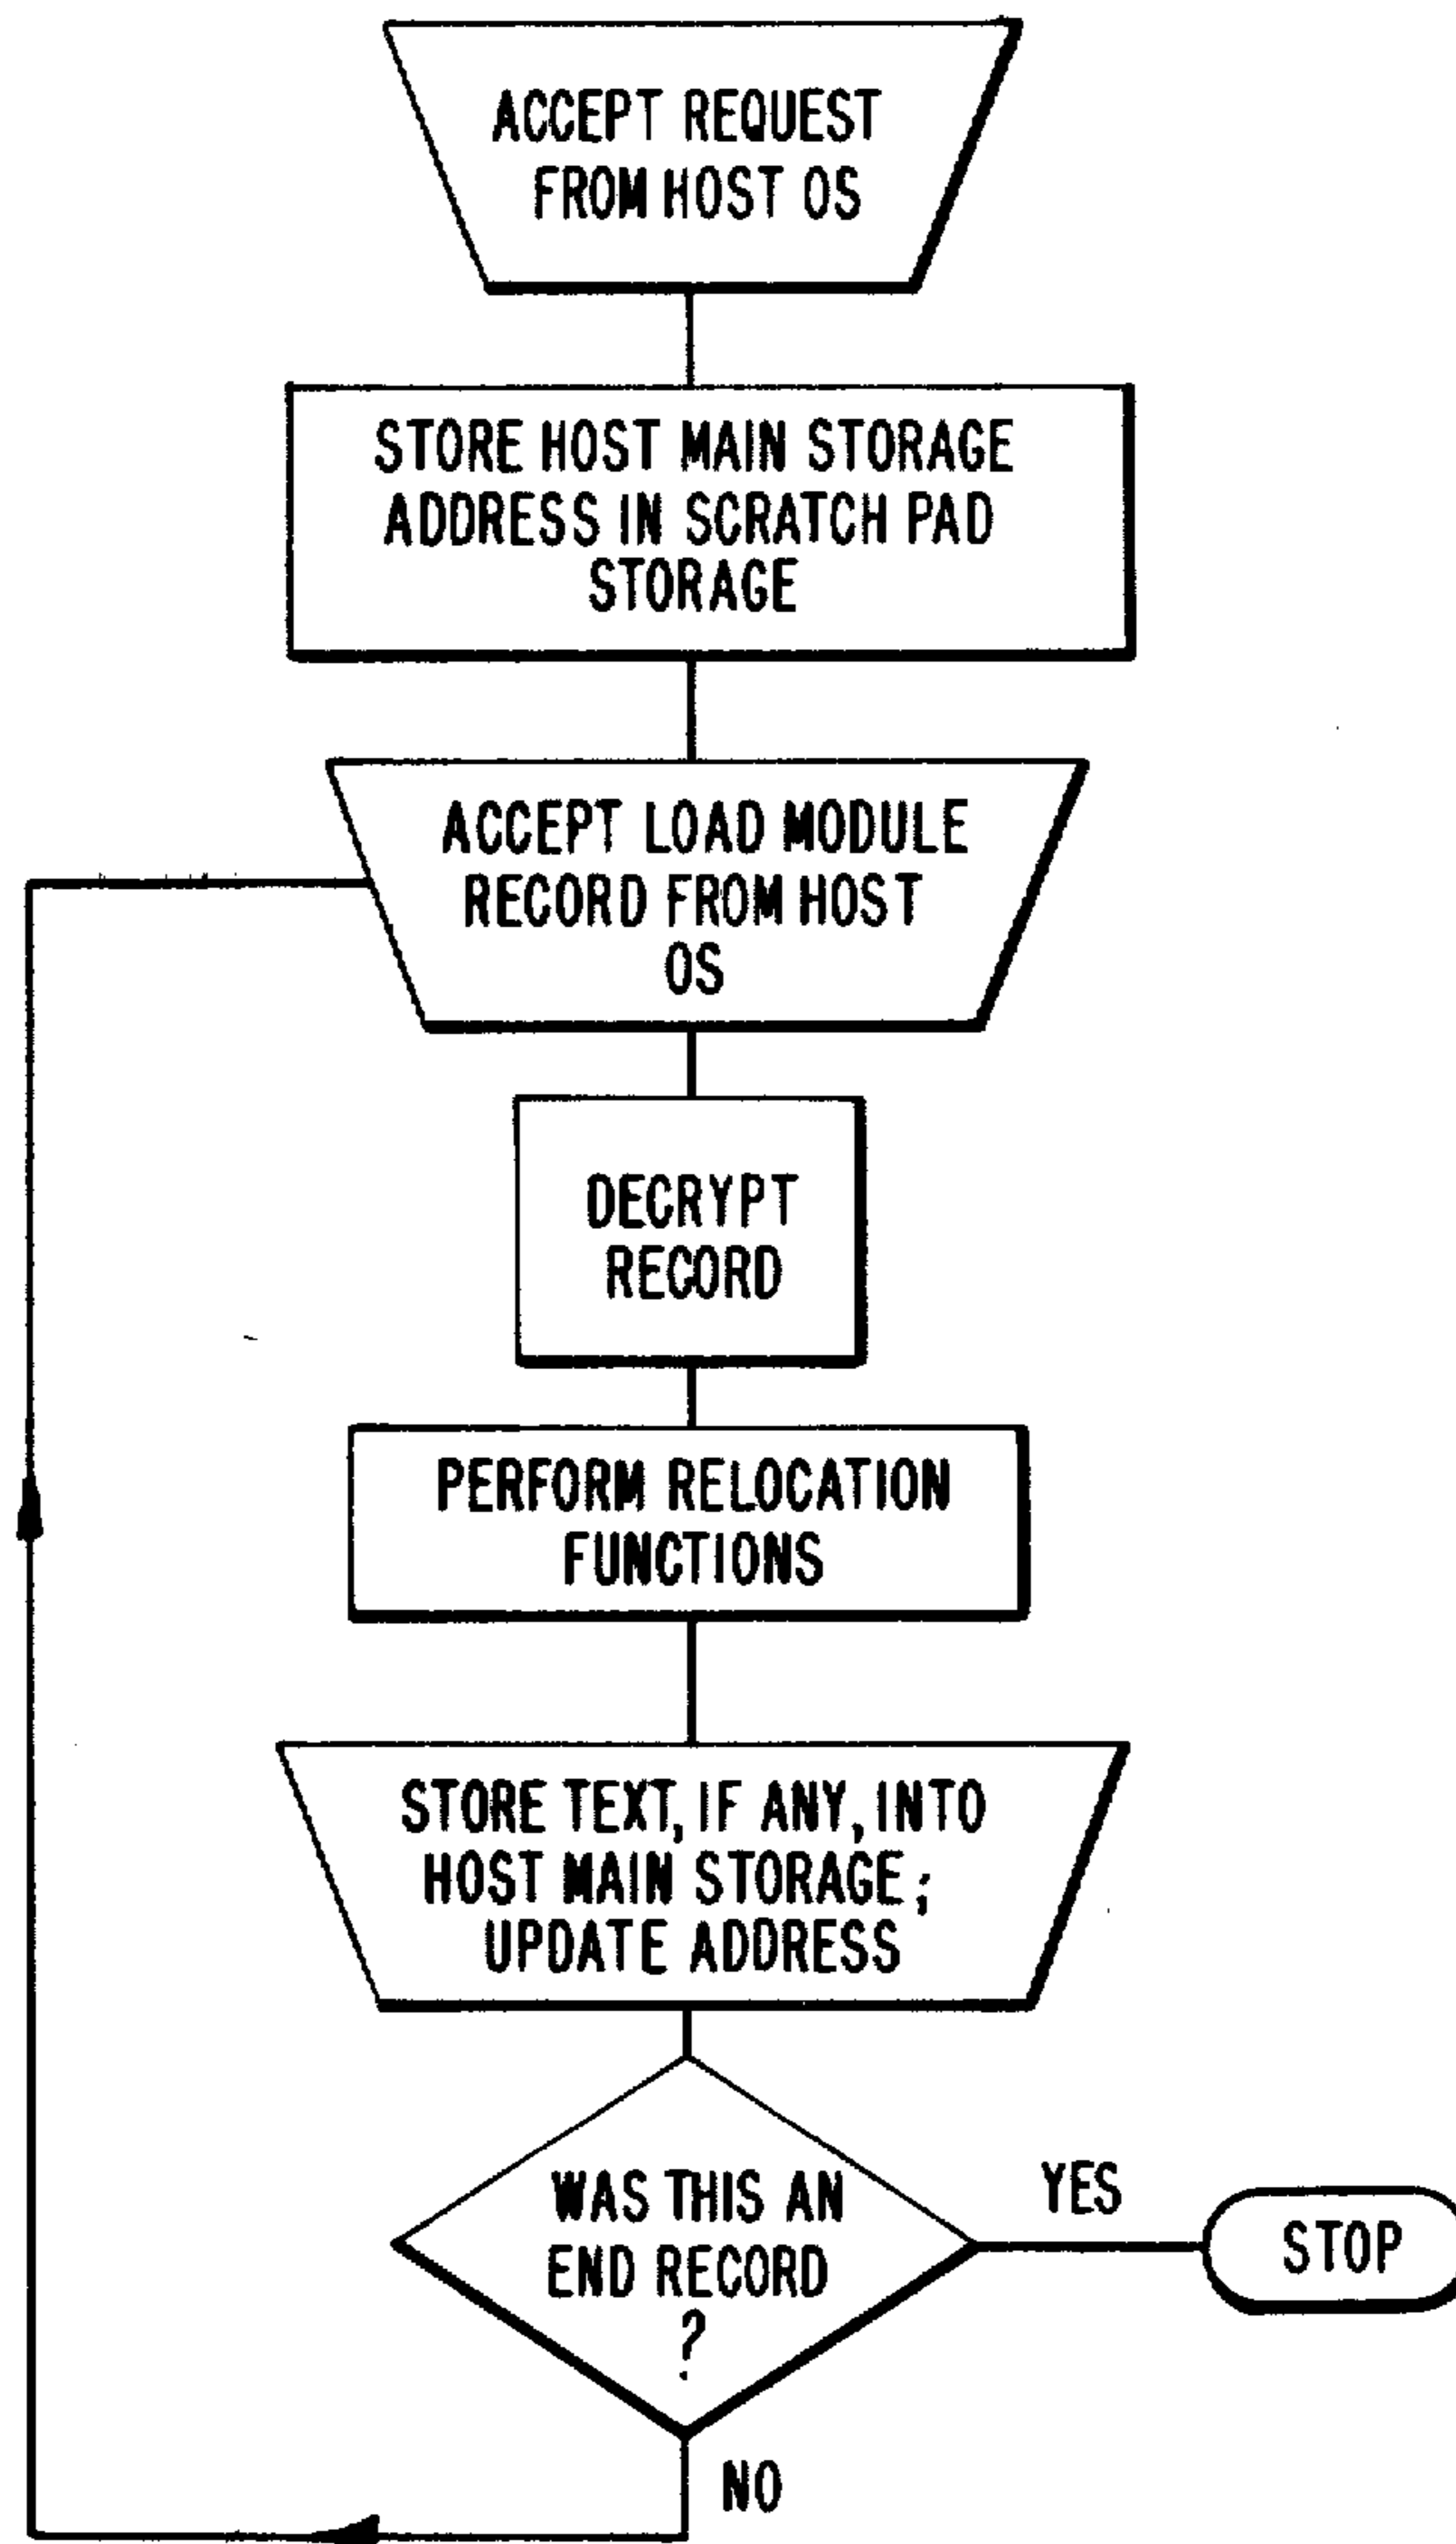 ACCEPT REQUEST
FROM HOST OS
STORE HOST MAIN STORAGE
ADDRESS IN SCRATCH PAD
STORAGE
ACCEPT LOAD MODULE
RECORD FROM HOST
OS
DECRYPT
RECORD
PERFORM RELOCATION
FUNCTIONS
STORE TEXT, IF ANY, INTO
HOST MAIN STORAGE;
UPDATE ADDRESS
WAS THIS AN
END RECORD
?
YES
STOP
NO